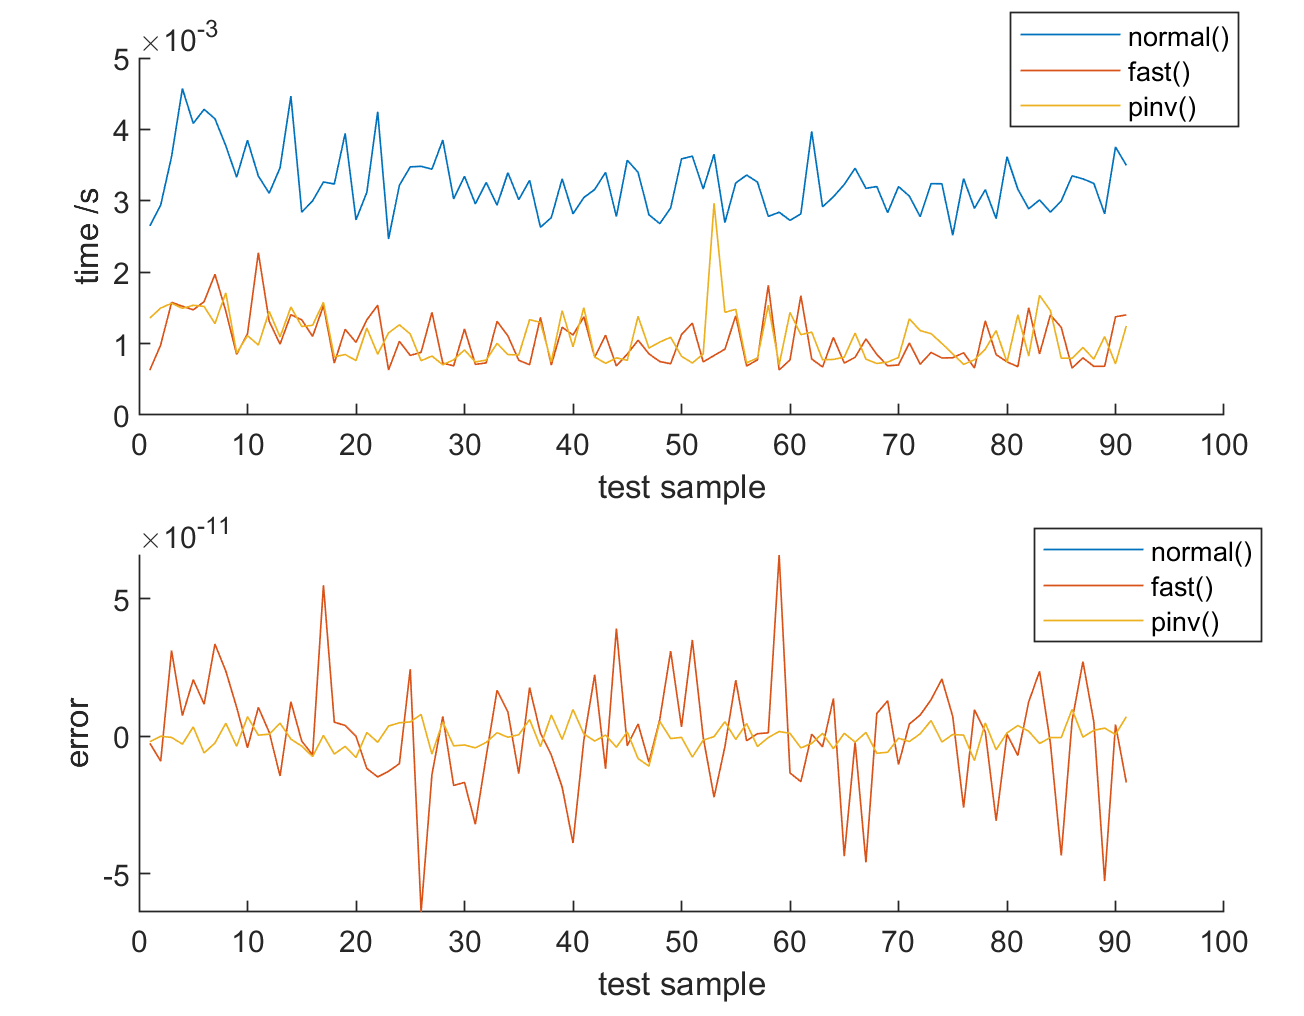 ×10-3
normal()
fast()
pinv()
5
4
3
2
1
0
time /s
0 10 20 30 40 50 60 70 80 90 100
test sample
×10-11
normal()
fast()
pinv()
5
0
-5
error
0 10 20 30 40 50 60 70 80 90 100
test sample